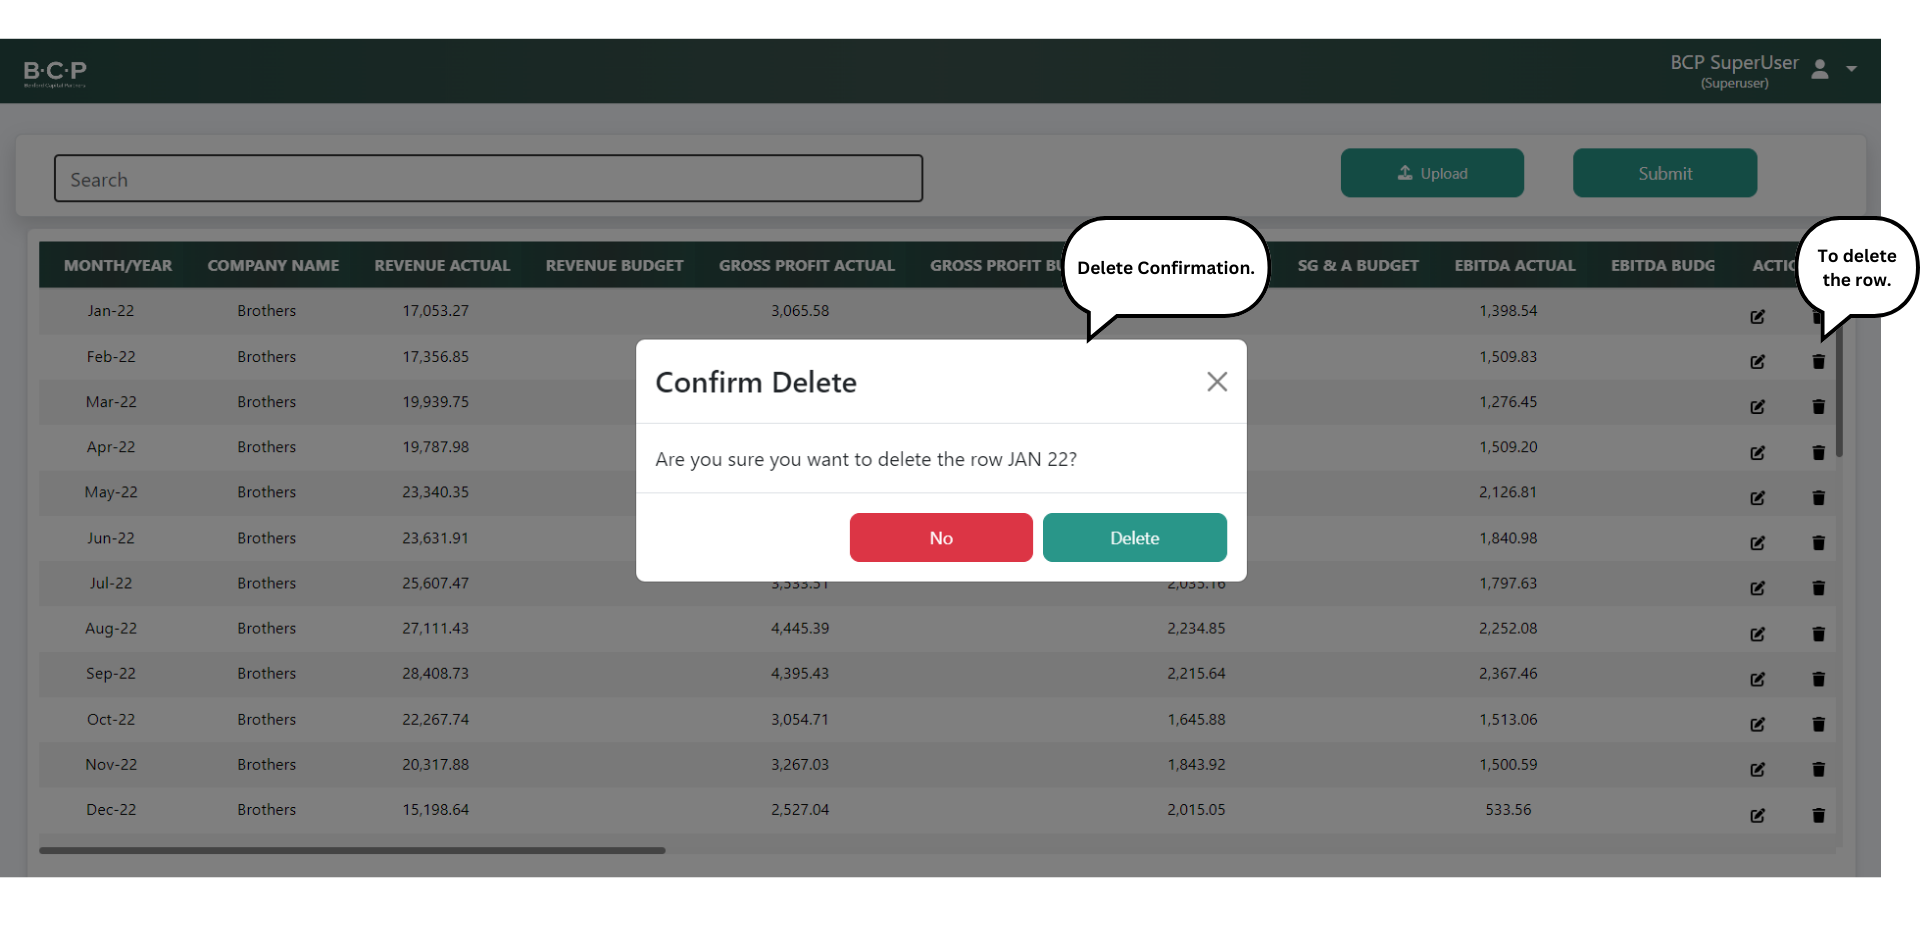 B·C·P
BCP SuperUser
(Superuser)
Search
Upload
Submit
MONTH/YEAR COMPANY NAME REVENUE ACTUAL REVENUE BUDGET GROSS PROFIT ACTUAL GROSS PROFIT SG & A BUDGET EBITDA ACTUAL EBITDA BUDG
Delete Confirmation.
To delete
the row.
Jan-22 Brothers 17,053.27 3,065.58 1,398.54
Feb-22 Brothers 17,356.85 1,509.83
Mar-22 Brothers 19,939.75 1,276.45
Apr-22 Brothers 19,787.98 1,509.20
May-22 Brothers 23,340.35 2,126.81
Jun-22 Brothers 23,631.91 1,840.98
Jul-22 Brothers 25,607.47 3,533.51 2,035.16 1,797.63
Aug-22 Brothers 27,111.43 4,445.39 2,234.85 2,252.08
Sep-22 Brothers 28,408.73 4,395.43 2,215.64 2,367.46
Oct-22 Brothers 22,267.74 3,054.71 1,645.88 1,513.06
Nov-22 Brothers 20,317.88 3,267.03 1,843.92 1,500.59
Dec-22 Brothers 15,198.64 2,527.04 2,015.05 533.56
Confirm Delete
Are you sure you want to delete the row JAN 22?
No
Delete